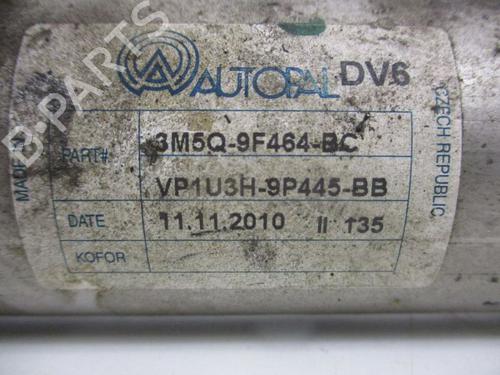 AUTOPAL DV6
MADE IN
CZECH REPUBLIC
PART# 3M5Q-9F464-BC
VP1U3H-9P445-BB
DATE 11.11.2010 II 135
KOFOR
B-PARTS